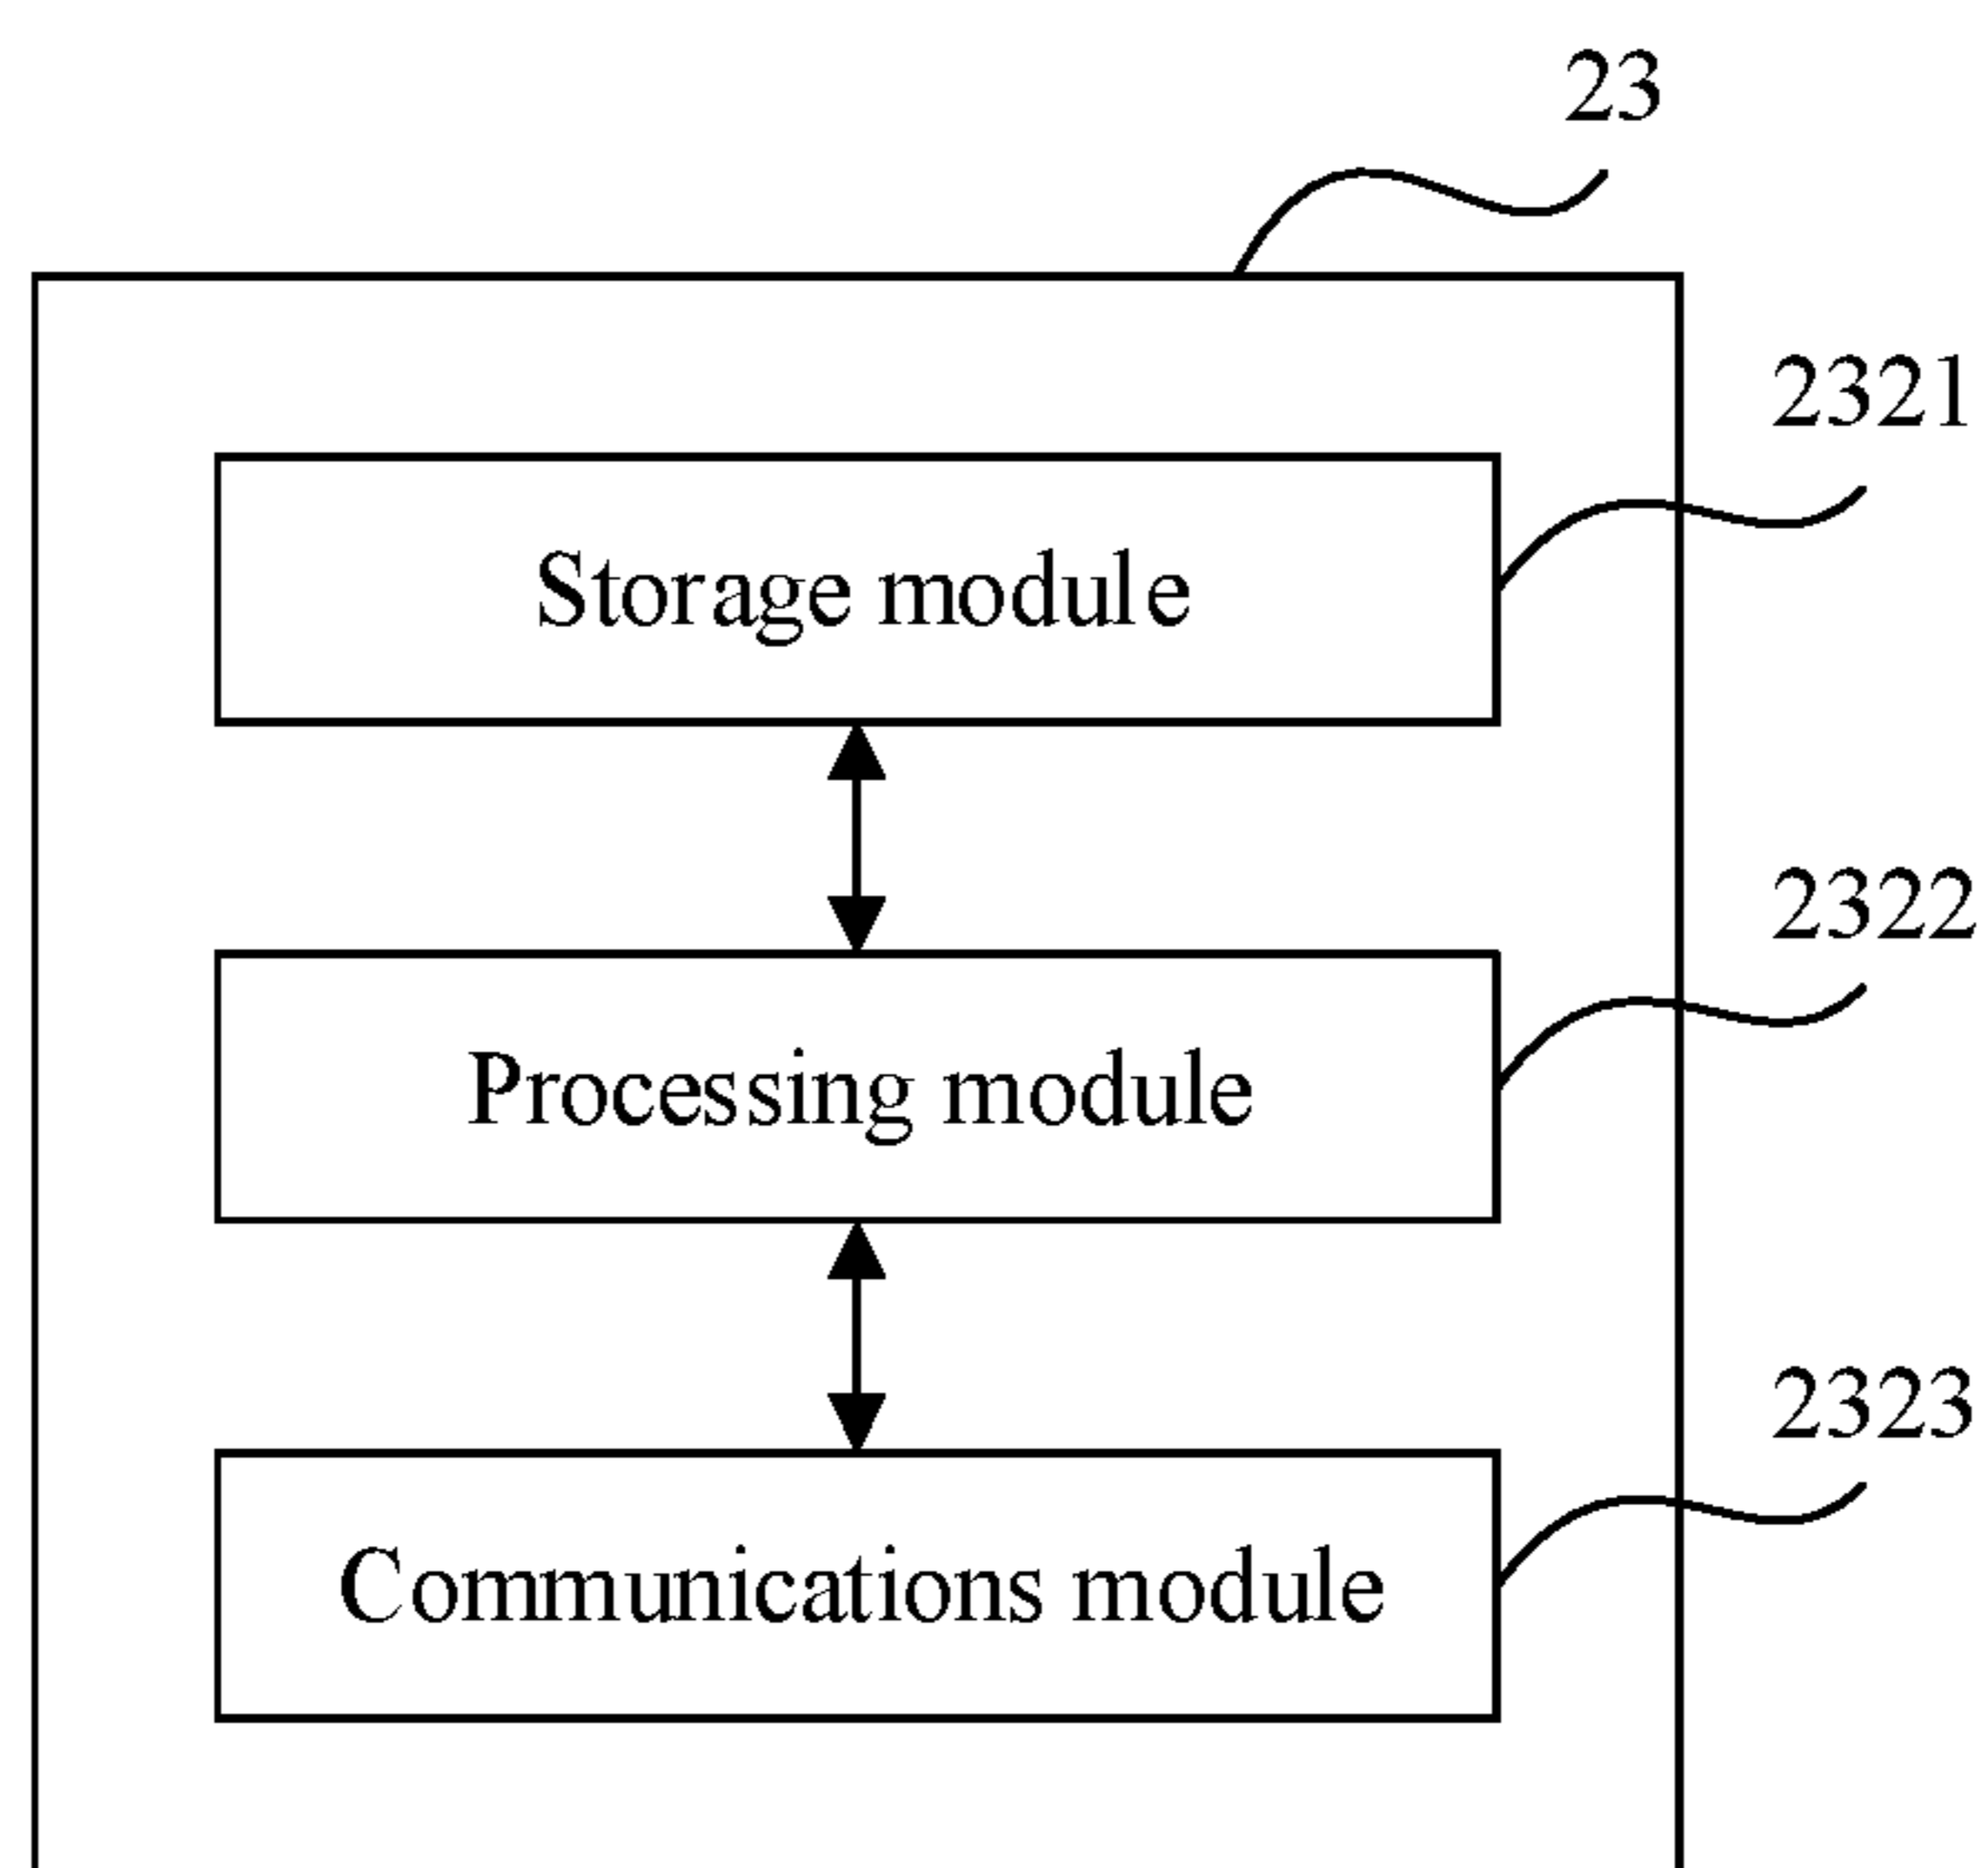 23
2321
Storage module
2322
Processing module
2323
Communications module